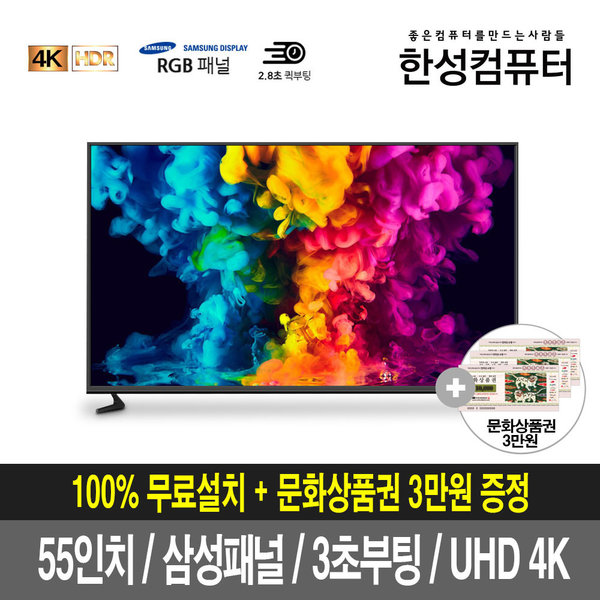 좋은컴퓨터를만드는사람들
한성컴퓨터
4K HDR
SAMSUNG SAMSUNG DISPLAY
RGB 패널
30
2.8초 퀵부팅
+
문화상품권
3만원
100% 무료설치 + 문화상품권 3만원 증정
55인치 / 삼성패널 / 3초부팅 / UHD 4K